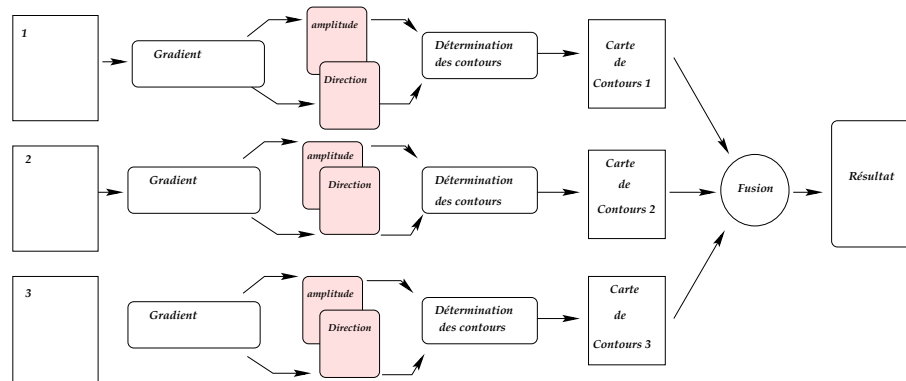 1
Gradient
amplitude
Direction
Détermination
des contours
Carte
de
Contours 1
2
Gradient
amplitude
Direction
Détermination
des contours
Carte
de
Contours 2
Fusion
Résultat
3
Gradient
amplitude
Direction
Détermination
des contours
Carte
de
Contours 3